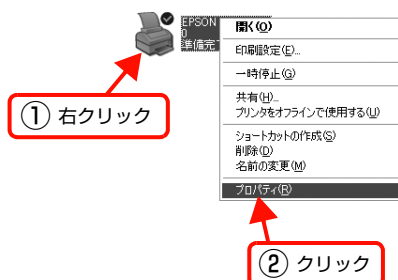 EPSON
0
準備完
開く(O)
印刷設定(E)...
一時停止(G)
共有(H)...
プリンタをオフラインで使用する(U)
ショートカットの作成(S)
削除(D)
名前の変更(M)
プロパティ(R)
① 右クリック
② クリック